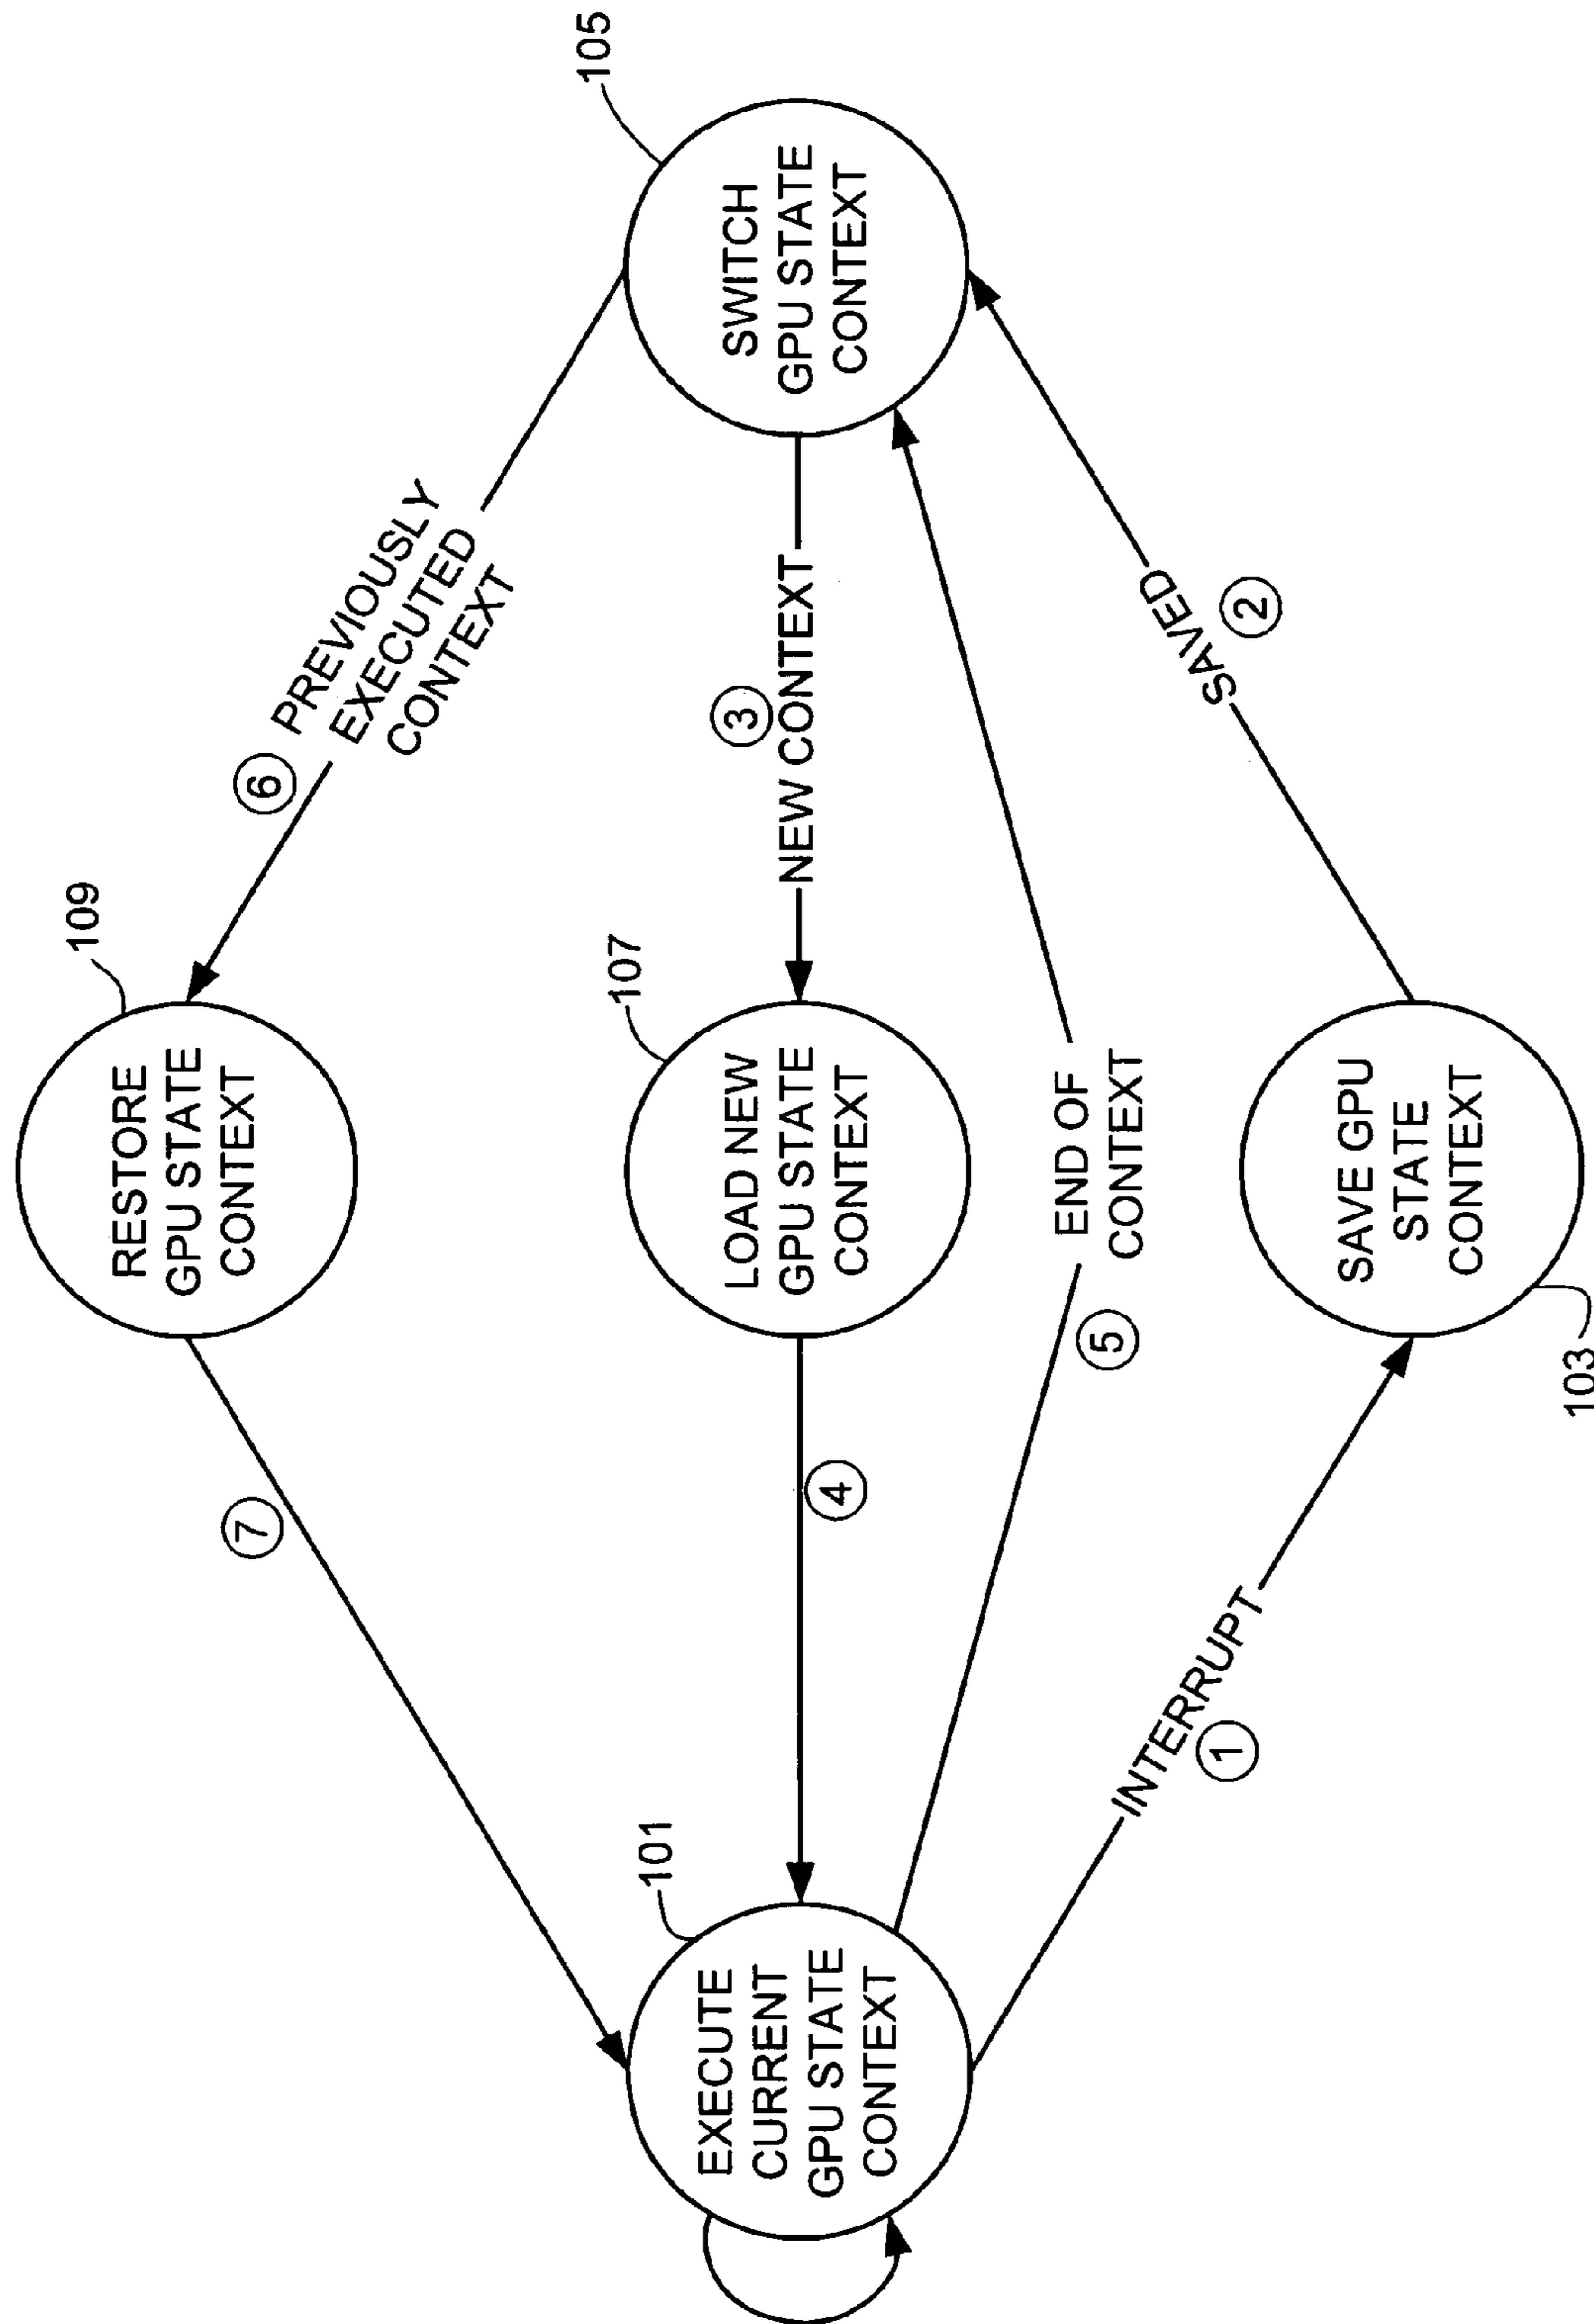 109
RESTORE
GPU STATE
CONTEXT
7
6
PREVIOUSLY
EXECUTED
CONTEXT
101
EXECUTE
CURRENT
GPU STATE
CONTEXT
4
107
LOAD NEW
GPU STATE
CONTEXT
3
NEW CONTEXT
105
SWITCH
GPU STATE
CONTEXT
5
END OF
CONTEXT
INTERRUPT
1
103
SAVE GPU
STATE
CONTEXT
SAVED
2